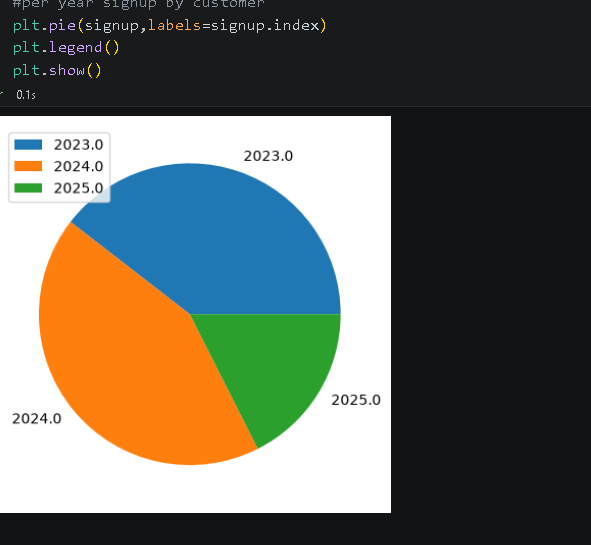 #per year signup by customer
plt.pie(signup,labels=signup.index)
plt.legend()
plt.show()
0.1s
2023.0
2024.0
2025.0
2023.0
2024.0
2025.0